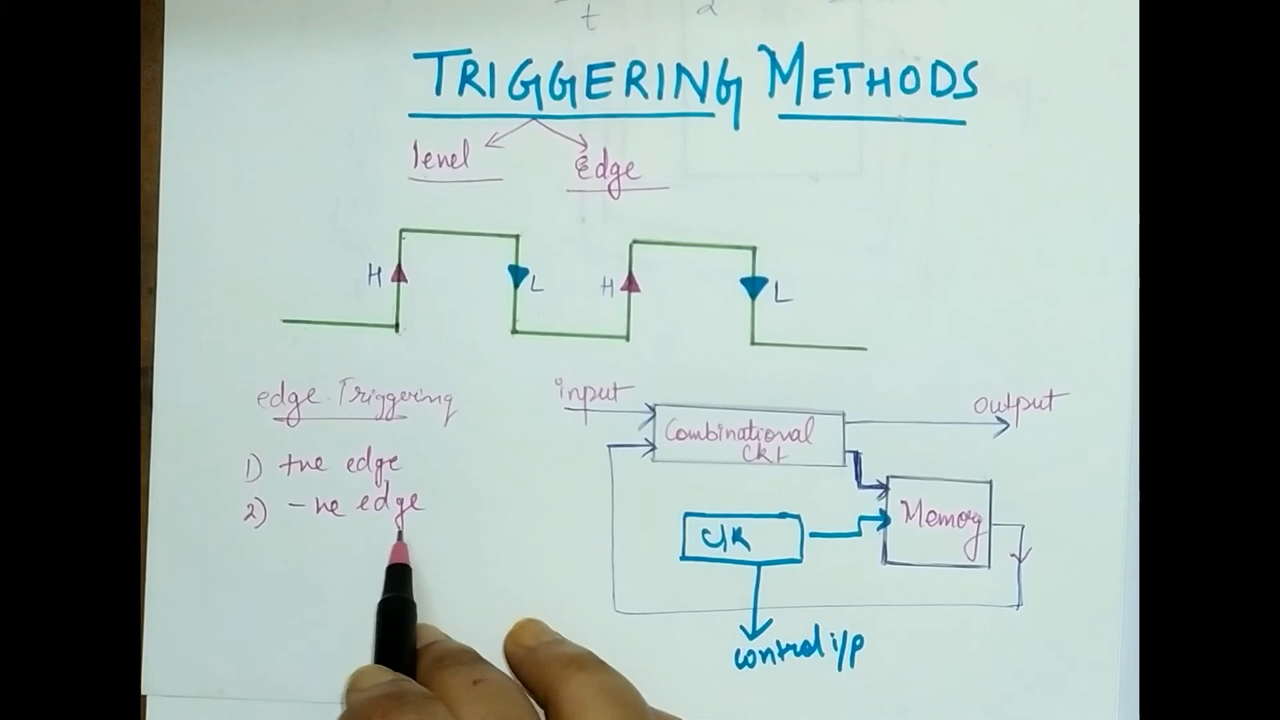 t 2
TRIGGERING METHODS
level Edge
H L H L
edge Triggering
1) +ve edge
2) -ve edge
input
output
Combinational
Ckt
Memory
Clk
control i/p